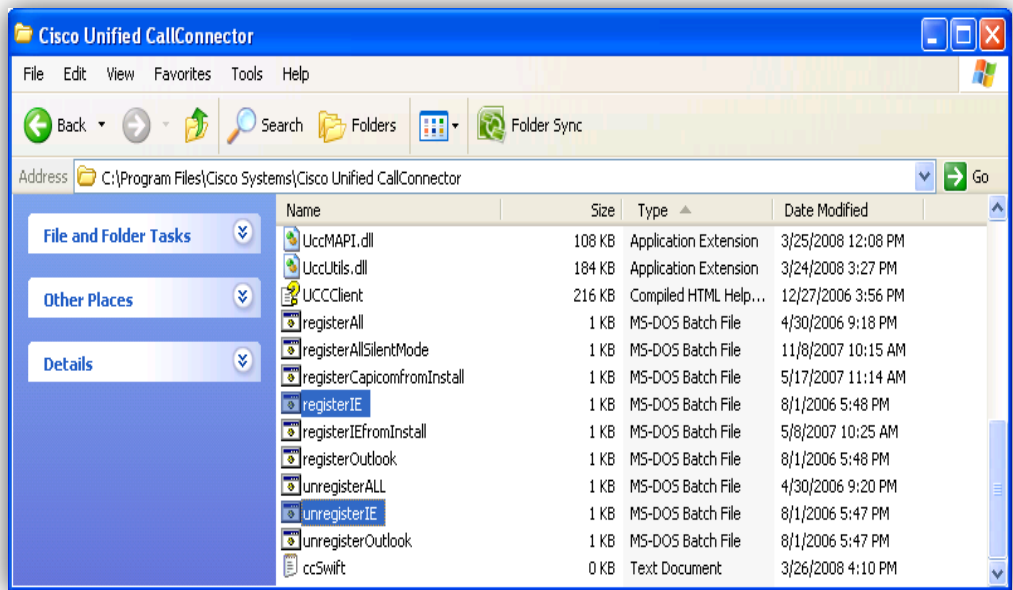 Cisco Unified CallConnector
File Edit View Favorites Tools Help
Back Search Folders Folder Sync
Address C:\Program Files\Cisco Systems\Cisco Unified CallConnector Go
Name Size Type Date Modified
File and Folder Tasks
Other Places
Details
UccMAPI.dll 108 KB Application Extension 3/25/2008 12:08 PM
UccUtils.dll 184 KB Application Extension 3/24/2008 3:27 PM
UCCClient 216 KB Compiled HTML Help... 12/27/2006 3:56 PM
registerAll 1 KB MS-DOS Batch File 4/30/2006 9:18 PM
registerAllSilentMode 1 KB MS-DOS Batch File 11/8/2007 10:15 AM
registerCapicomfromInstall 1 KB MS-DOS Batch File 5/17/2007 11:14 AM
registerIE 1 KB MS-DOS Batch File 8/1/2006 5:48 PM
registerIEfromInstall 1 KB MS-DOS Batch File 5/8/2007 10:25 AM
registerOutlook 1 KB MS-DOS Batch File 8/1/2006 5:48 PM
unregisterALL 1 KB MS-DOS Batch File 4/30/2006 9:20 PM
unregisterIE 1 KB MS-DOS Batch File 8/1/2006 5:47 PM
unregisterOutlook 1 KB MS-DOS Batch File 8/1/2006 5:47 PM
ccSwift 0 KB Text Document 3/26/2008 4:10 PM